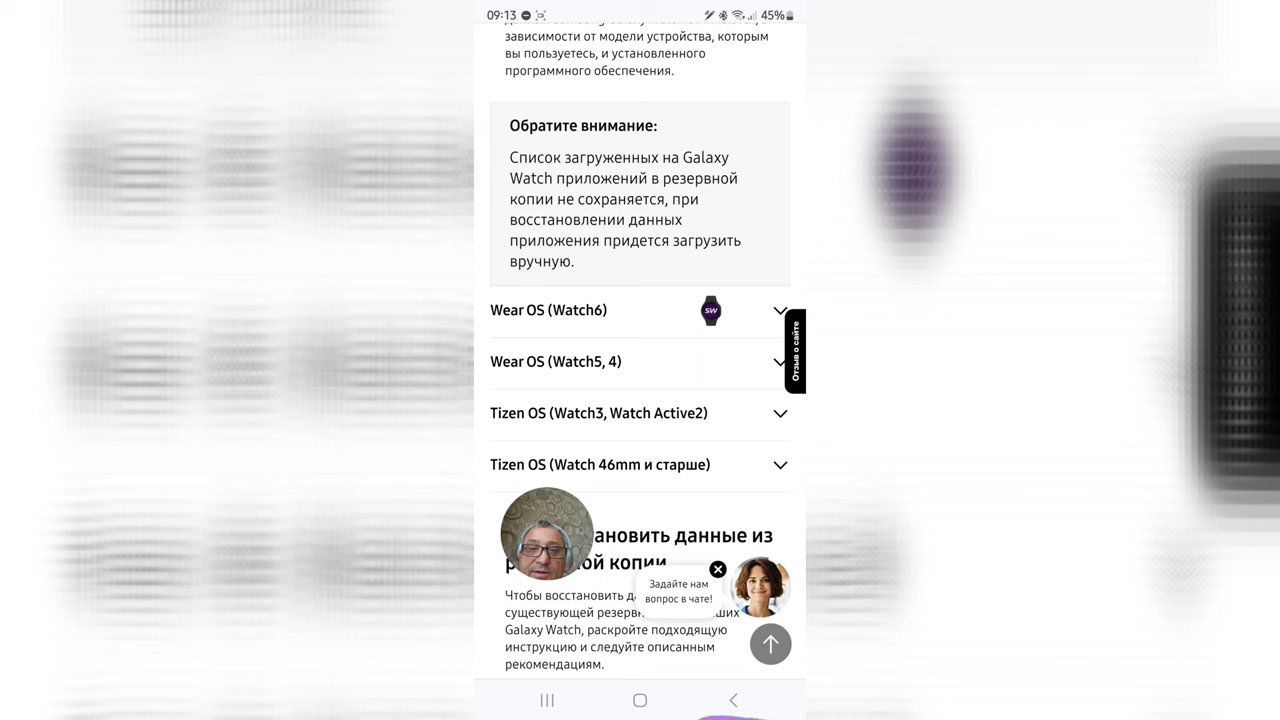 09:13
45%
зависимости от модели устройства, которым
вы пользуетесь, и установленного
программного обеспечения.
Обратите внимание:
Список загруженных на Galaxy
Watch приложений в резервной
копии не сохраняется, при
восстановлении данных
приложения придется загрузить
вручную.
Wear OS (Watch6)
SW
Wear OS (Watch5, 4)
Отзыв о сайте
Tizen OS (Watch3, Watch Active2)
Tizen OS (Watch 46mm и старше)
ановить данные из
ой копии
Задайте нам
вопрос в чате!
Чтобы восстановить
существующей
Galaxy Watch, раскройте подходящую
инструкцию и следуйте описанным
рекомендациям.